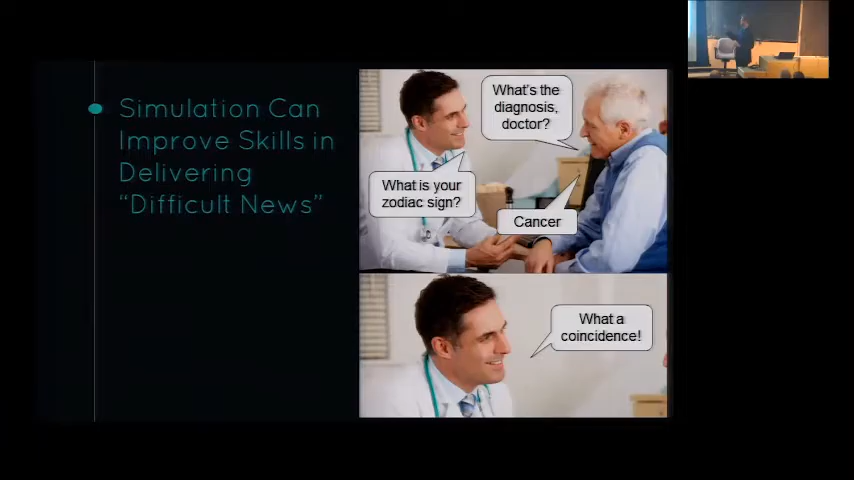 Simulation Can
Improve Skills in
Delivering
“Difficult News”
What's the
diagnosis,
doctor?
What is your
zodiac sign?
Cancer
What a
coincidence!